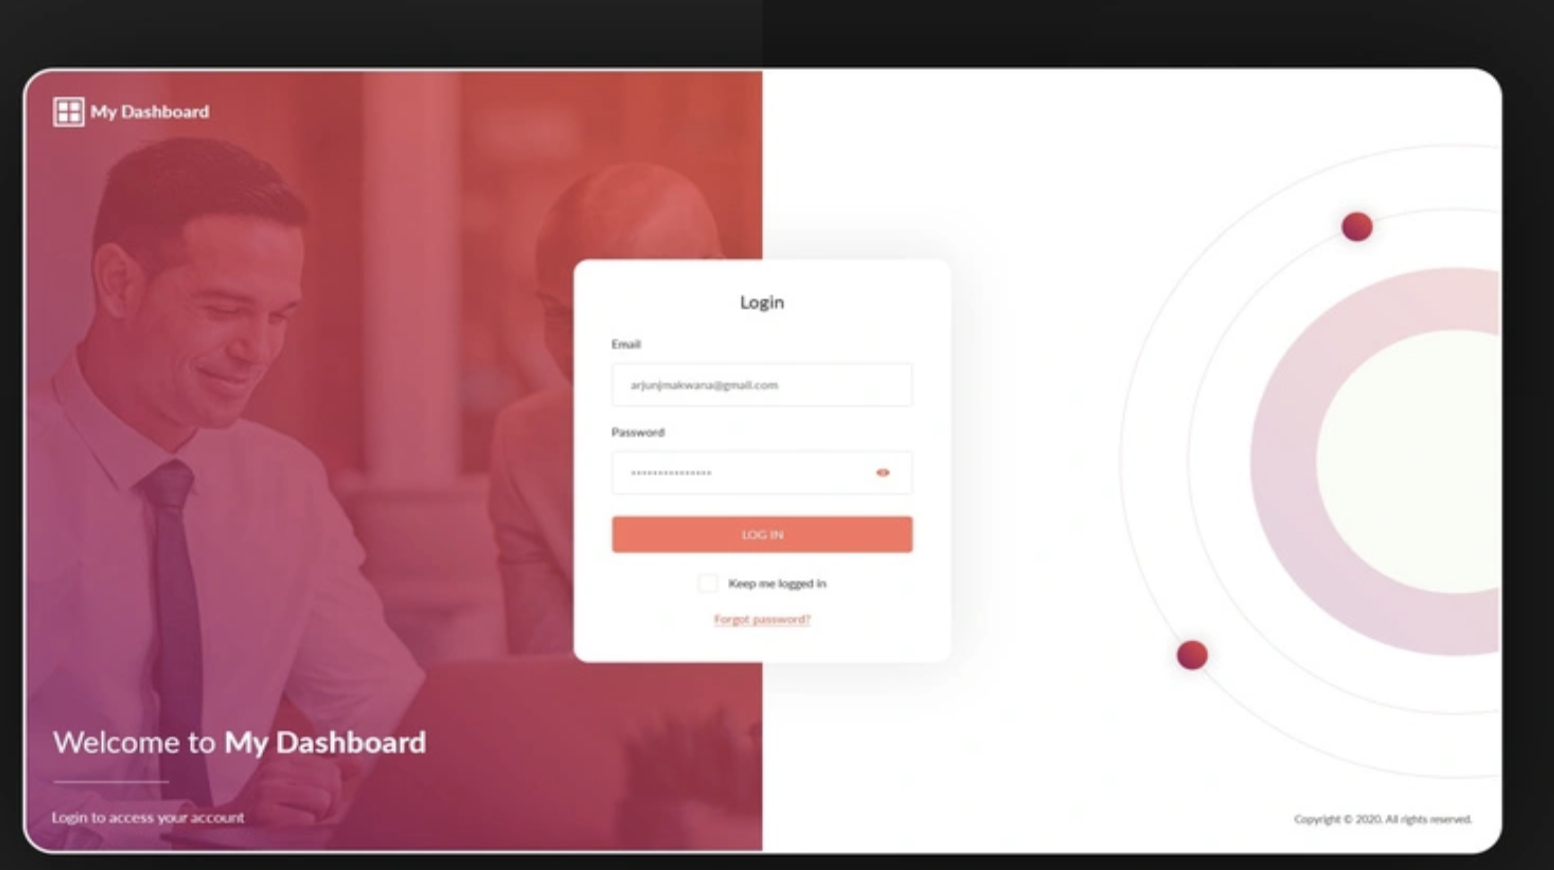 My Dashboard
Login
Email
arjunjmakwana@gmail.com
Password
***************
LOG IN
Keep me logged in
Forgot password?
Welcome to My Dashboard
Login to access your account
Copyright © 2020. All rights reserved.